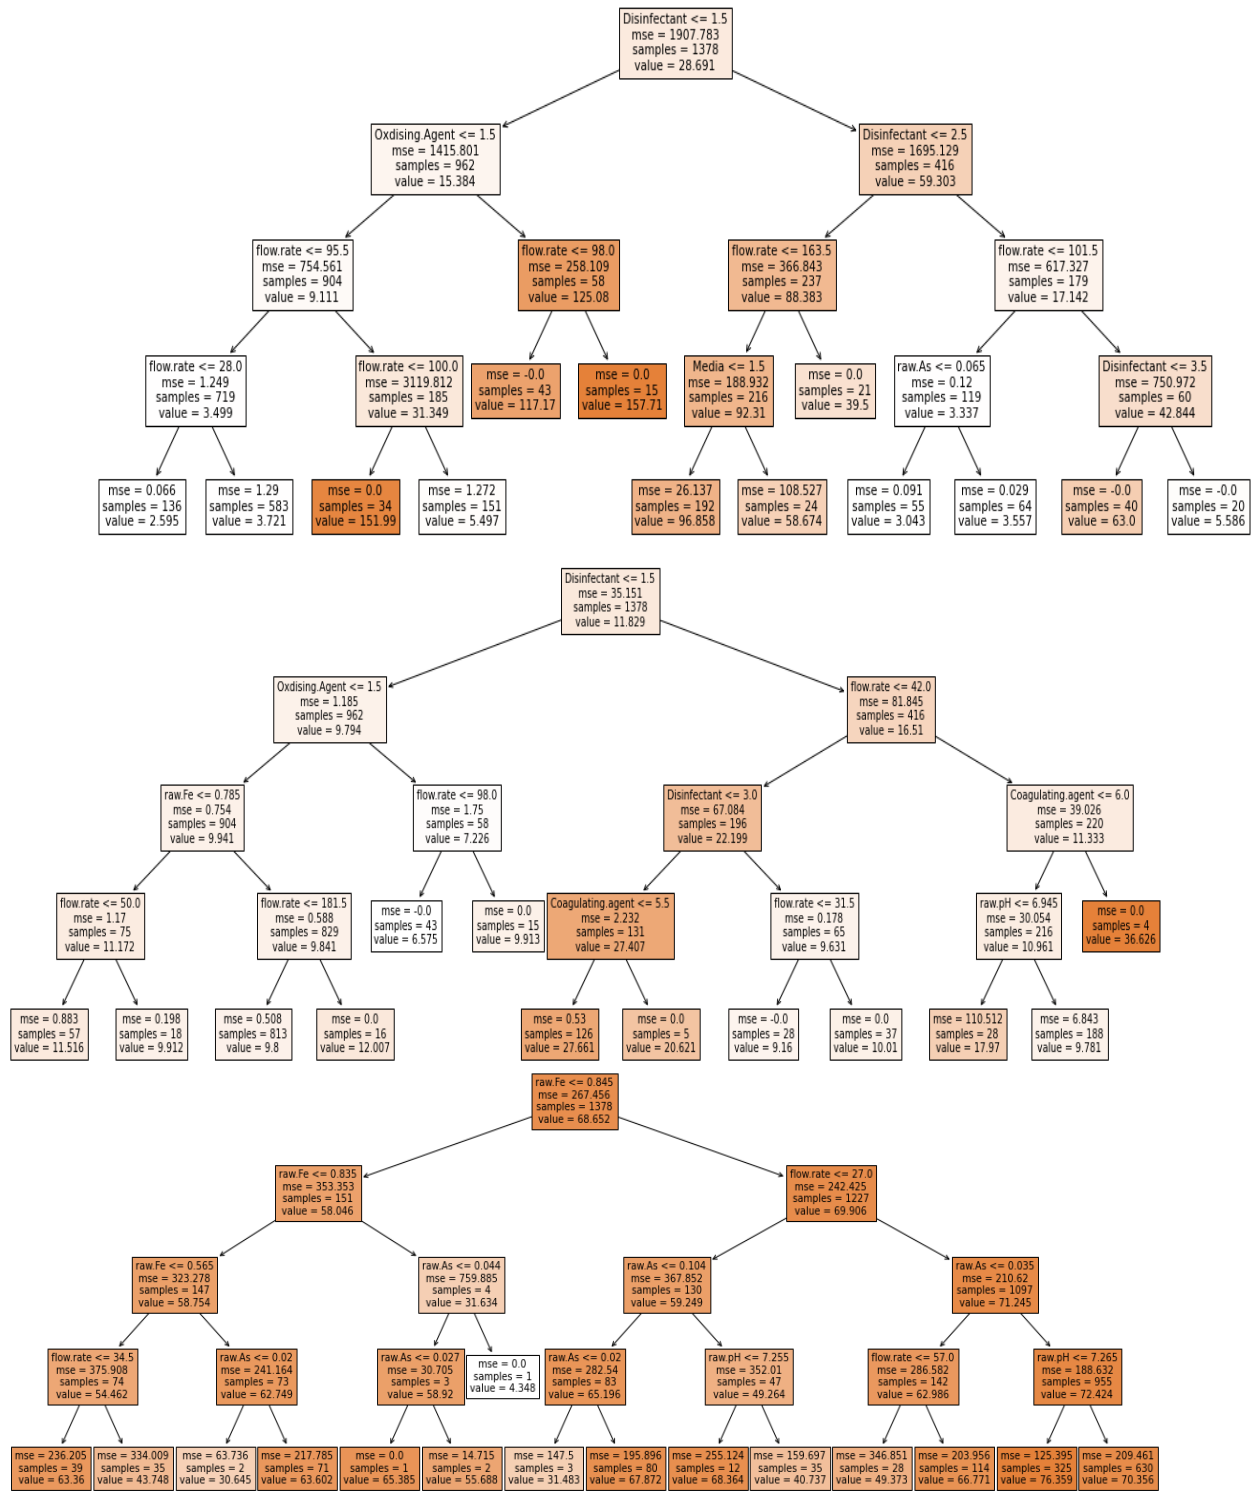 Disinfectant <= 1.5
mse = 1907.783
samples = 1378
value = 28.691
Oxdising.Agent <= 1.5
mse = 1415.801
samples = 962
value = 15.384
Disinfectant <= 2.5
mse = 1695.129
samples = 416
value = 59.303
flow.rate <= 95.5
mse = 754.561
samples = 904
value = 9.111
flow.rate <= 98.0
mse = 258.109
samples = 58
value = 125.08
flow.rate <= 163.5
mse = 366.843
samples = 237
value = 88.383
flow.rate <= 101.5
mse = 617.327
samples = 179
value = 17.142
flow.rate <= 28.0
mse = 1.249
samples = 719
value = 3.499
flow.rate <= 100.0
mse = 3119.812
samples = 185
value = 31.349
mse = -0.0
samples = 43
value = 117.17
mse = 0.0
samples = 15
value = 157.71
Media <= 1.5
mse = 188.932
samples = 216
value = 92.31
mse = 0.0
samples = 21
value = 39.5
raw.As <= 0.065
mse = 0.12
samples = 119
value = 3.337
Disinfectant <= 3.5
mse = 750.972
samples = 60
value = 42.844
mse = 0.066
samples = 136
value = 2.595
mse = 1.29
samples = 583
value = 3.721
mse = 0.0
samples = 34
value = 151.99
mse = 1.272
samples = 151
value = 5.497
mse = 26.137
samples = 192
value = 96.858
mse = 108.527
samples = 24
value = 58.674
mse = 0.091
samples = 55
value = 3.043
mse = 0.029
samples = 64
value = 3.557
mse = -0.0
samples = 40
value = 63.0
mse = -0.0
samples = 20
value = 5.586
Disinfectant <= 1.5
mse = 35.151
samples = 1378
value = 11.829
Oxdising.Agent <= 1.5
mse = 1.185
samples = 962
value = 9.794
flow.rate <= 42.0
mse = 81.845
samples = 416
value = 16.51
raw.Fe <= 0.785
mse = 0.754
samples = 904
value = 9.941
flow.rate <= 98.0
mse = 1.75
samples = 58
value = 7.226
Disinfectant <= 3.0
mse = 67.084
samples = 196
value = 22.199
Coagulating.agent <= 6.0
mse = 39.026
samples = 220
value = 11.333
flow.rate <= 50.0
mse = 1.17
samples = 75
value = 11.172
flow.rate <= 181.5
mse = 0.588
samples = 829
value = 9.841
mse = -0.0
samples = 43
value = 6.575
mse = 0.0
samples = 15
value = 9.913
Coagulating.agent <= 5.5
mse = 2.232
samples = 131
value = 27.407
flow.rate <= 31.5
mse = 0.178
samples = 65
value = 9.631
raw.pH <= 6.945
mse = 30.054
samples = 216
value = 10.961
mse = 0.0
samples = 4
value = 36.626
mse = 0.883
samples = 57
value = 11.516
mse = 0.198
samples = 18
value = 9.912
mse = 0.508
samples = 813
value = 9.8
mse = 0.0
samples = 16
value = 12.007
mse = 0.53
samples = 126
value = 27.661
mse = 0.0
samples = 5
value = 20.621
mse = -0.0
samples = 28
value = 9.16
mse = 0.0
samples = 37
value = 10.01
mse = 110.512
samples = 28
value = 17.97
mse = 6.843
samples = 188
value = 9.781
raw.Fe <= 0.845
mse = 267.456
samples = 1378
value = 68.652
raw.Fe <= 0.835
mse = 353.353
samples = 151
value = 58.046
flow.rate <= 27.0
mse = 242.425
samples = 1227
value = 69.906
raw.Fe <= 0.565
mse = 323.278
samples = 147
value = 58.754
raw.As <= 0.044
mse = 759.885
samples = 4
value = 31.634
raw.As <= 0.104
mse = 367.852
samples = 130
value = 59.249
raw.As <= 0.035
mse = 210.62
samples = 1097
value = 71.245
flow.rate <= 34.5
mse = 375.908
samples = 74
value = 54.462
raw.As <= 0.02
mse = 241.164
samples = 73
value = 62.749
raw.As <= 0.027
mse = 30.705
samples = 3
value = 58.92
mse = 0.0
samples = 1
value = 4.348
raw.As <= 0.02
mse = 282.54
samples = 83
value = 65.196
raw.pH <= 7.255
mse = 352.01
samples = 47
value = 49.264
flow.rate <= 57.0
mse = 286.582
samples = 142
value = 62.986
raw.pH <= 7.265
mse = 188.632
samples = 955
value = 72.424
mse = 236.205
samples = 39
value = 63.36
mse = 334.009
samples = 35
value = 43.748
mse = 63.736
samples = 2
value = 30.645
mse = 217.785
samples = 71
value = 63.602
mse = 0.0
samples = 1
value = 65.385
mse = 14.715
samples = 2
value = 55.688
mse = 147.5
samples = 3
value = 31.483
mse = 195.896
samples = 80
value = 67.872
mse = 255.124
samples = 12
value = 68.364
mse = 159.697
samples = 35
value = 40.737
mse = 346.851
samples = 28
value = 49.373
mse = 203.956
samples = 114
value = 66.771
mse = 125.395
samples = 325
value = 76.359
mse = 209.461
samples = 630
value = 70.356